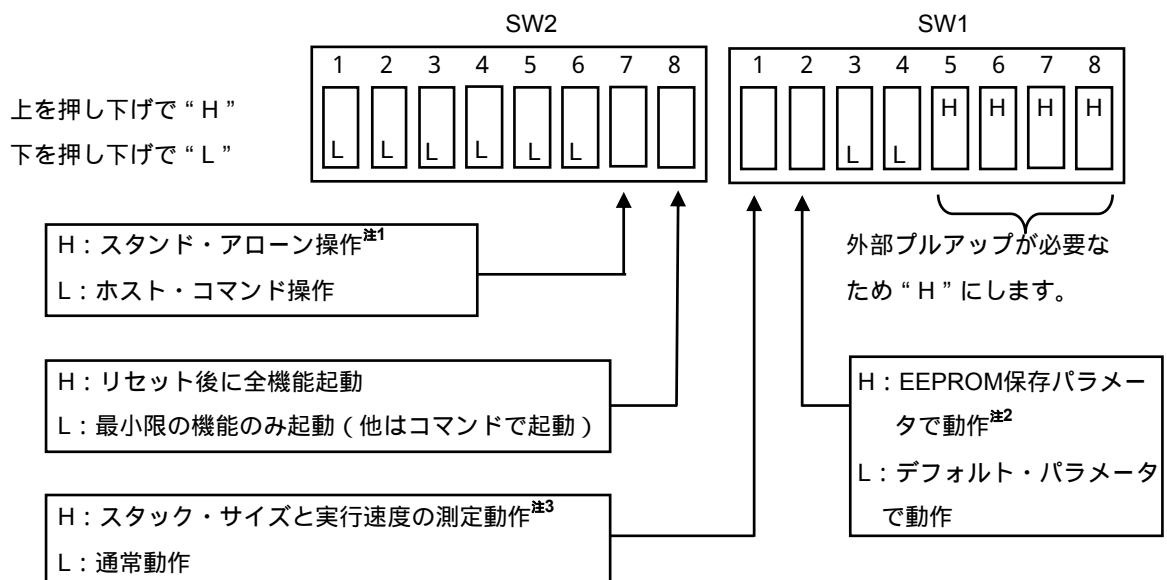 SW2
SW1
1 2 3 4 5 6 7 8
1 2 3 4 5 6 7 8
上を押し下げで“H”
下を押し下げで“L”
L L L L L L
L L
H H H H
H:スタンド・アローン操作注1
L:ホスト・コマンド操作
外部プルアップが必要な
ため“H”にします。
H:リセット後に全機能起動
L:最小限の機能のみ起動(他はコマンドで起動)
H:EEPROM保存パラメー
タで動作注2
L:デフォルト・パラメータ
で動作
H:スタック・サイズと実行速度の測定動作注3
L:通常動作